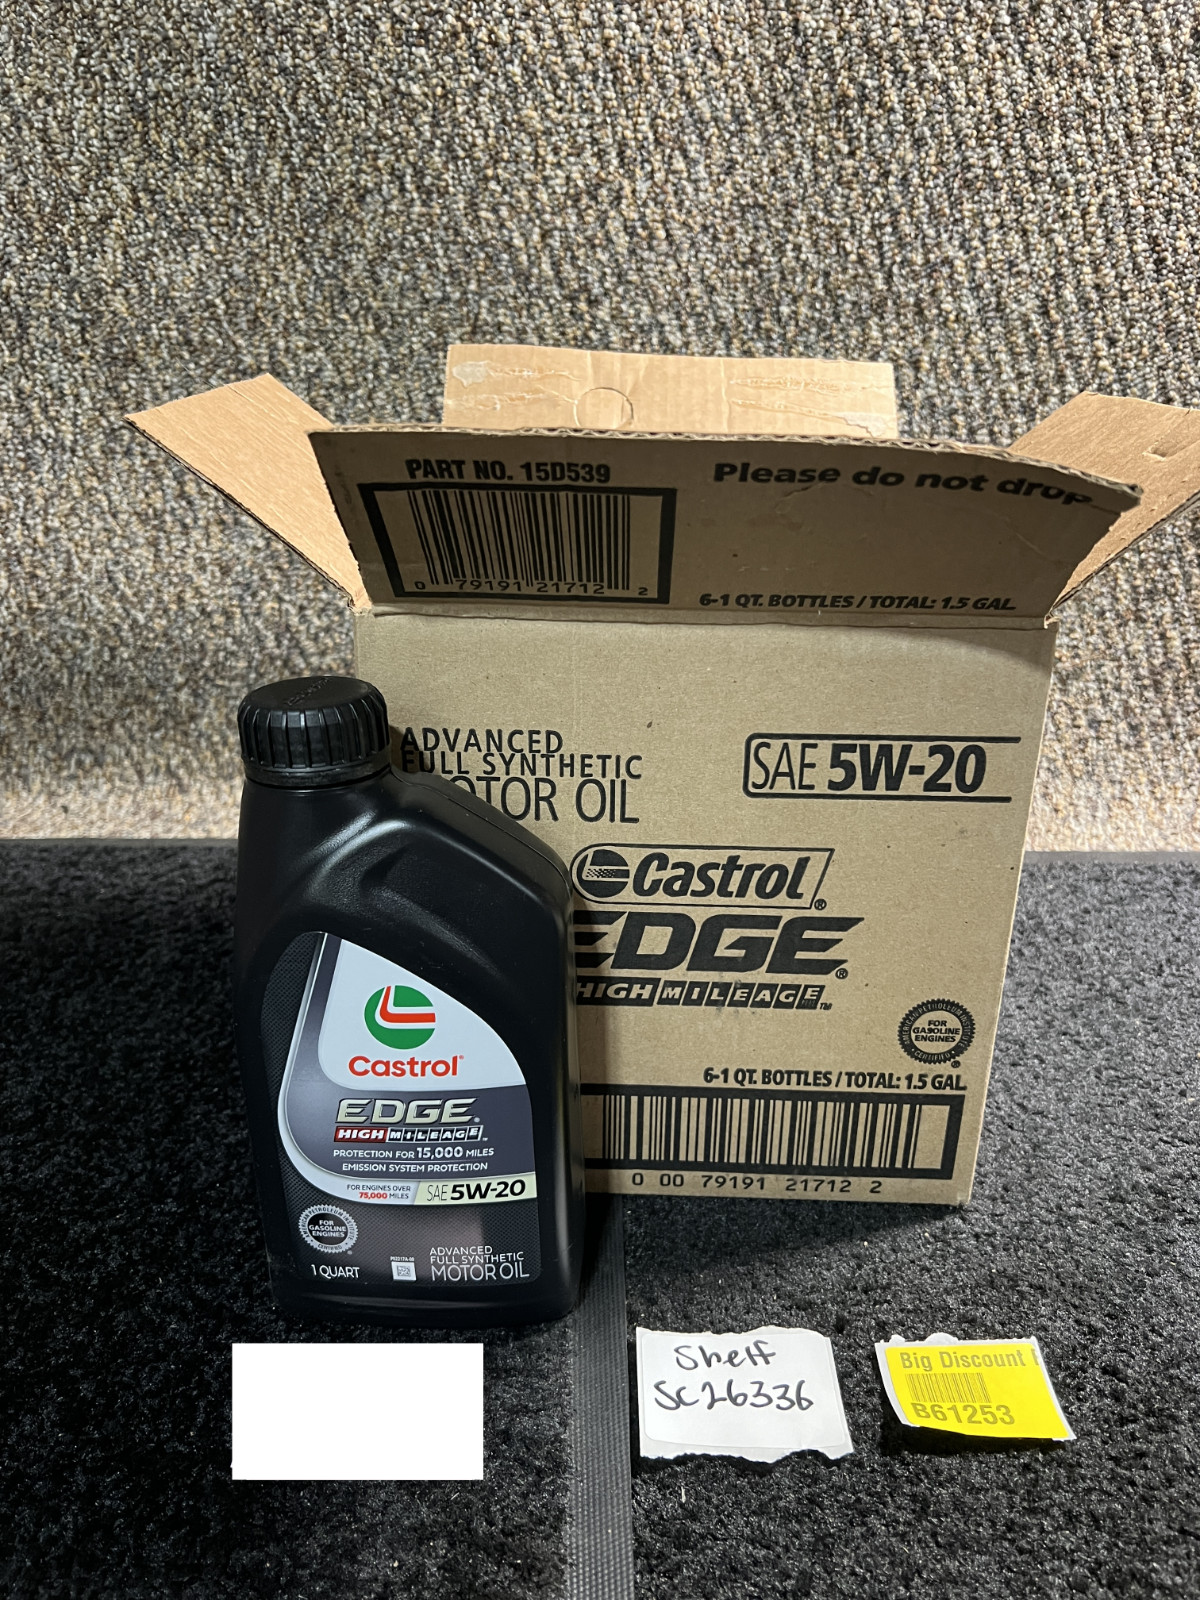 PART NO. 15D539
Please do not drop
0 79191 21712 2
6-1 QT. BOTTLES / TOTAL: 1.5 GAL.
ADVANCED
FULL SYNTHETIC
MOTOR OIL
SAE 5W-20
Castrol®
EDGE®
HIGH MILEAGE™
FOR
GASOLINE
ENGINES
CERTIFIED
6-1 QT. BOTTLES / TOTAL: 1.5 GAL.
0 00 79191 21712 2
Castrol®
EDGE®
HIGH MILEAGE™
PROTECTION FOR 15,000 MILES
EMISSION SYSTEM PROTECTION
FOR ENGINES OVER
75,000 MILES
SAE 5W-20
FOR
GASOLINE
ENGINES
1 QUART
ADVANCED
FULL SYNTHETIC
MOTOR OIL
Shelf
SC26336
Big Discount
B61253